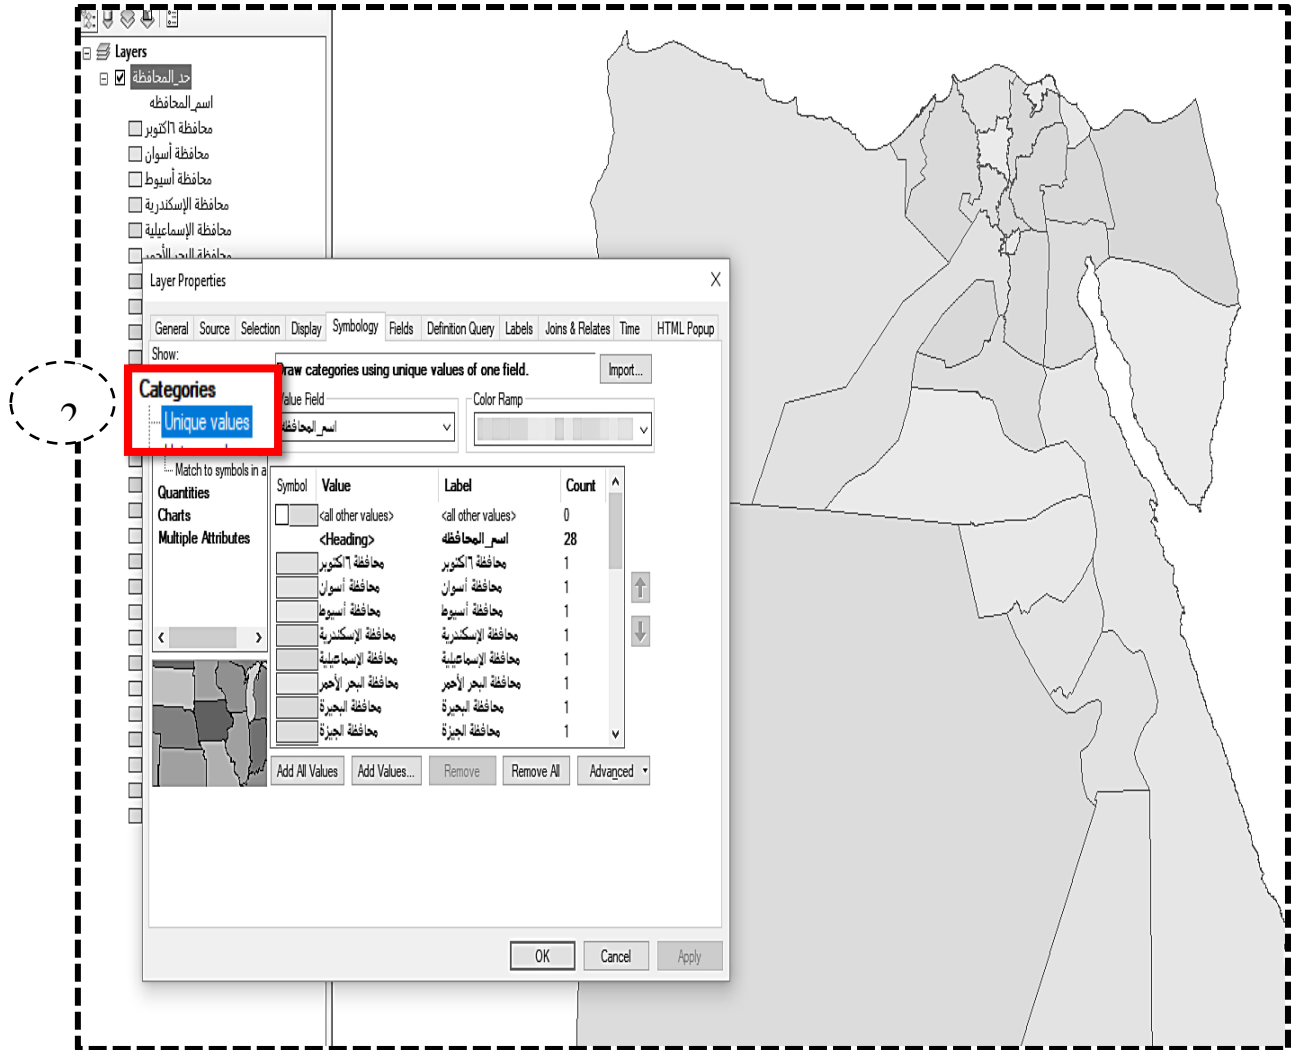 Layers
حد_المحافظة
اسم_المحافظه
محافظة ٦اكتوبر
محافظة أسوان
محافظة أسيوط
محافظة الإسكندرية
محافظة الإسماعيلية
محافظة البحر الأحمر
Layer Properties
General Source Selection Display Symbology Fields Definition Query Labels Joins & Relates Time HTML Popup
Show:
Draw categories using unique values of one field.
Import...
Categories
Unique values
Value Field
Color Ramp
اسم_المحافظه
Match to symbols in a
Quantities
Charts
Multiple Attributes
Symbol Value Label Count
<all other values> <all other values> 0
<Heading> اسم_المحافظه 28
محافظة ٦اكتوبر محافظة ٦اكتوبر 1
محافظة أسوان محافظة أسوان 1
محافظة أسيوط محافظة أسيوط 1
محافظة الإسكندرية محافظة الإسكندرية 1
محافظة الإسماعيلية محافظة الإسماعيلية 1
محافظة البحر الأحمر محافظة البحر الأحمر 1
محافظة البحيرة محافظة البحيرة 1
محافظة الجيزة محافظة الجيزة 1
Add All Values Add Values... Remove Remove All Advanced
OK Cancel Apply